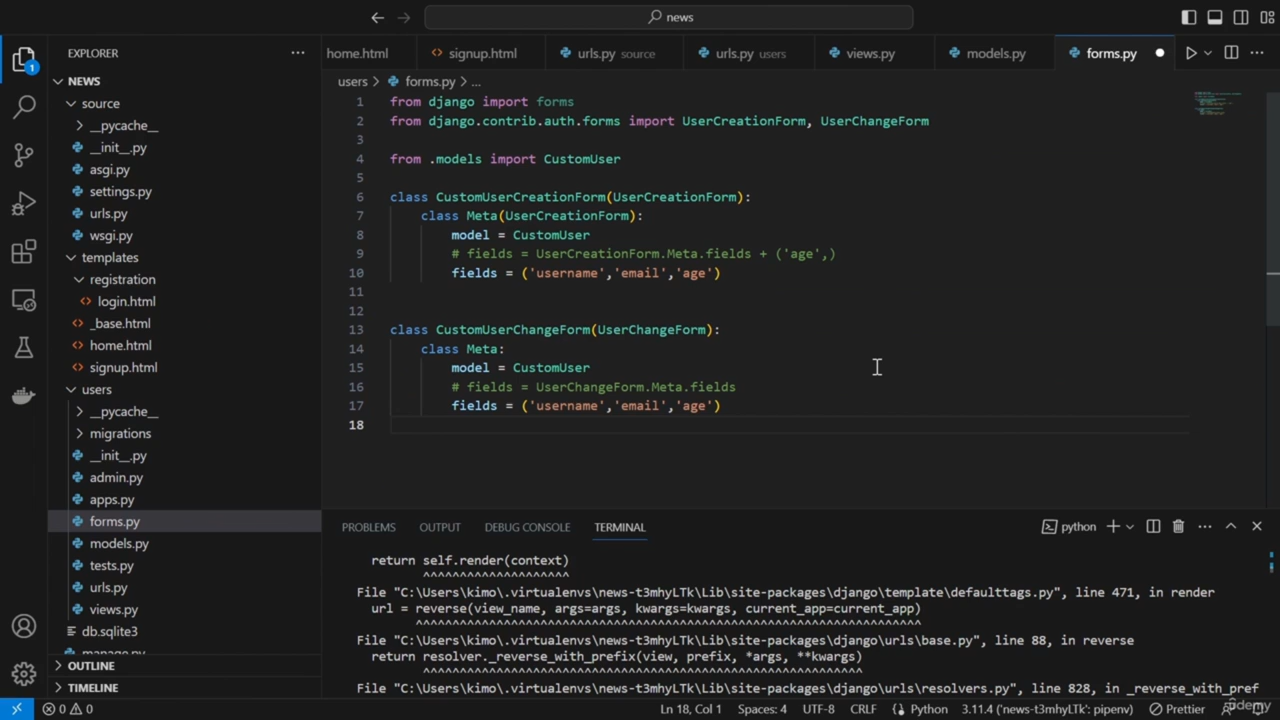 news
EXPLORER
home.html
signup.html
urls.py source
urls.py users
views.py
models.py
forms.py
NEWS
users > forms.py > ...
source
__pycache__
__init__.py
asgi.py
settings.py
urls.py
wsgi.py
templates
registration
login.html
_base.html
home.html
signup.html
users
__pycache__
migrations
__init__.py
admin.py
apps.py
forms.py
models.py
tests.py
urls.py
views.py
db.sqlite3
manage.py
OUTLINE
TIMELINE
1 from django import forms
2 from django.contrib.auth.forms import UserCreationForm, UserChangeForm
3
4 from .models import CustomUser
5
6 class CustomUserCreationForm(UserCreationForm):
7 class Meta(UserCreationForm):
8 model = CustomUser
9 # fields = UserCreationForm.Meta.fields + ('age',)
10 fields = ('username','email','age')
11
12
13 class CustomUserChangeForm(UserChangeForm):
14 class Meta:
15 model = CustomUser
16 # fields = UserChangeForm.Meta.fields
17 fields = ('username','email','age')
18
PROBLEMS OUTPUT DEBUG CONSOLE TERMINAL
python
return self.render(context)
^^^^^^^^^^^^^^^^^^^^
File "C:\Users\kimo\.virtualenvs\news-t3mhyLTk\Lib\site-packages\django\template\defaulttags.py", line 471, in render
url = reverse(view_name, args=args, kwargs=kwargs, current_app=current_app)
^^^^^^^^^^^^^^^^^^^^^^^^^^^^^^^^^^^^^^^^^^^^^^^^^^^^^^^^^^^^^^^^^^^^^
File "C:\Users\kimo\.virtualenvs\news-t3mhyLTk\Lib\site-packages\django\urls\base.py", line 88, in reverse
return resolver._reverse_with_prefix(view, prefix, *args, **kwargs)
^^^^^^^^^^^^^^^^^^^^^^^^^^^^^^^^^^^^^^^^^^^^^^^^^^^^^^^^^^^^
File "C:\Users\kimo\.virtualenvs\news-t3mhyLTk\Lib\site-packages\django\urls\resolvers.py", line 828, in _reverse_with_pref
0 0
Ln 18, Col 1
Spaces: 4
UTF-8
CRLF
Python
3.11.4 ('news-t3mhyLTk': pipenv)
Prettier
Udemy
1